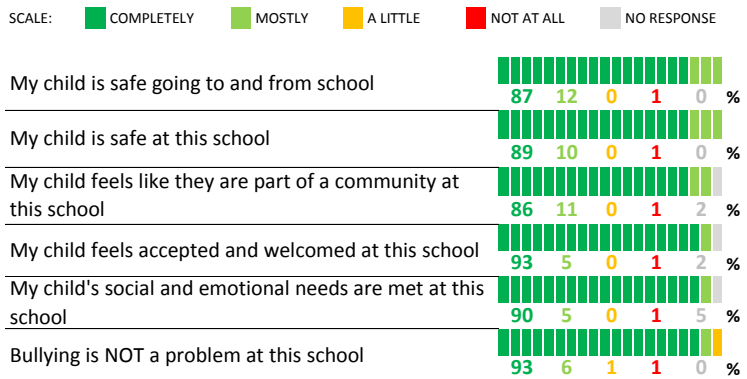 SCALE: COMPLETELY MOSTLY A LITTLE NOT AT ALL NO RESPONSE
My child is safe going to and from school
87 12 0 1 0 %
My child is safe at this school
89 10 0 1 0 %
My child feels like they are part of a community at
this school
86 11 0 1 2 %
My child feels accepted and welcomed at this school
93 5 0 1 2 %
My child's social and emotional needs are met at this
school
90 5 0 1 5 %
Bullying is NOT a problem at this school
93 6 1 1 0 %